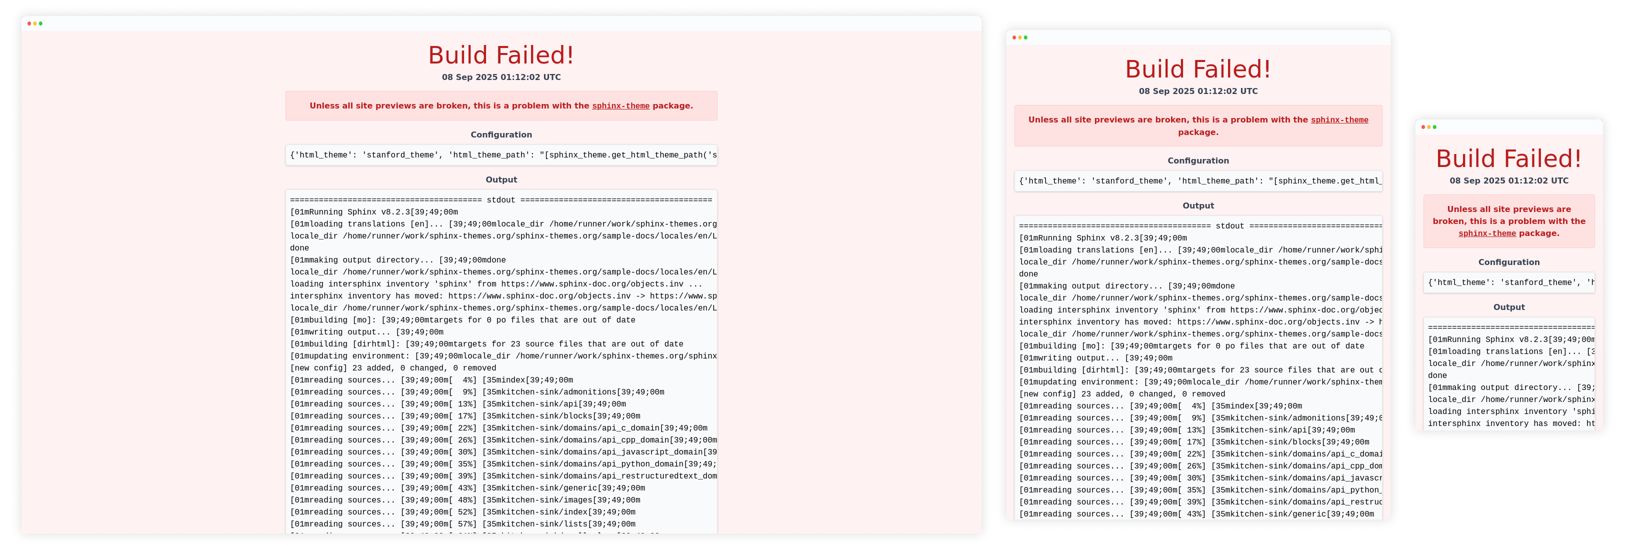 Build Failed!
08 Sep 2025 01:12:02 UTC
Unless all site previews are broken, this is a problem with the sphinx-theme package.
Configuration
{'html_theme': 'stanford_theme', 'html_theme_path': "[sphinx_theme.get_html_theme_path('s
Output
======================================== stdout ========================================
[01mRunning Sphinx v8.2.3[39;49;00m
[01mloading translations [en]... [39;49;00mlocale_dir /home/runner/work/sphinx-themes.org
locale_dir /home/runner/work/sphinx-themes.org/sphinx-themes.org/sample-docs/locales/en/L
done
[01mmaking output directory... [39;49;00mdone
locale_dir /home/runner/work/sphinx-themes.org/sphinx-themes.org/sample-docs/locales/en/L
loading intersphinx inventory 'sphinx' from https://www.sphinx-doc.org/objects.inv ...
intersphinx inventory has moved: https://www.sphinx-doc.org/objects.inv -> https://www.sp
locale_dir /home/runner/work/sphinx-themes.org/sphinx-themes.org/sample-docs/locales/en/L
[01mbuilding [mo]: [39;49;00mtargets for 0 po files that are out of date
[01mwriting output... [39;49;00m
[01mbuilding [dirhtml]: [39;49;00mtargets for 23 source files that are out of date
[01mupdating environment: [39;49;00mlocale_dir /home/runner/work/sphinx-themes.org/sphinx
[new config] 23 added, 0 changed, 0 removed
[01mreading sources... [39;49;00m[  4%] [35mindex[39;49;00m
[01mreading sources... [39;49;00m[  9%] [35mkitchen-sink/admonitions[39;49;00m
[01mreading sources... [39;49;00m[ 13%] [35mkitchen-sink/api[39;49;00m
[01mreading sources... [39;49;00m[ 17%] [35mkitchen-sink/blocks[39;49;00m
[01mreading sources... [39;49;00m[ 22%] [35mkitchen-sink/domains/api_c_domain[39;49;00m
[01mreading sources... [39;49;00m[ 26%] [35mkitchen-sink/domains/api_cpp_domain[39;49;00m
[01mreading sources... [39;49;00m[ 30%] [35mkitchen-sink/domains/api_javascript_domain[39
[01mreading sources... [39;49;00m[ 35%] [35mkitchen-sink/domains/api_python_domain[39;49;
[01mreading sources... [39;49;00m[ 39%] [35mkitchen-sink/domains/api_restructuredtext_dom
[01mreading sources... [39;49;00m[ 43%] [35mkitchen-sink/generic[39;49;00m
[01mreading sources... [39;49;00m[ 48%] [35mkitchen-sink/images[39;49;00m
[01mreading sources... [39;49;00m[ 52%] [35mkitchen-sink/index[39;49;00m
[01mreading sources... [39;49;00m[ 57%] [35mkitchen-sink/lists[39;49;00m
Build Failed!
08 Sep 2025 01:12:02 UTC
Unless all site previews are broken, this is a problem with the sphinx-theme
package.
Configuration
{'html_theme': 'stanford_theme', 'html_theme_path': "[sphinx_theme.get_html_
Output
======================================== stdout ===================================
[01mRunning Sphinx v8.2.3[39;49;00m
[01mloading translations [en]... [39;49;00mlocale_dir /home/runner/work/sphi
locale_dir /home/runner/work/sphinx-themes.org/sphinx-themes.org/sample-docs
done
[01mmaking output directory... [39;49;00mdone
locale_dir /home/runner/work/sphinx-themes.org/sphinx-themes.org/sample-docs
loading intersphinx inventory 'sphinx' from https://www.sphinx-doc.org/objec
intersphinx inventory has moved: https://www.sphinx-doc.org/objects.inv -> h
locale_dir /home/runner/work/sphinx-themes.org/sphinx-themes.org/sample-docs
[01mbuilding [mo]: [39;49;00mtargets for 0 po files that are out of date
[01mwriting output... [39;49;00m
[01mbuilding [dirhtml]: [39;49;00mtargets for 23 source files that are out d
[01mupdating environment: [39;49;00mlocale_dir /home/runner/work/sphinx-them
[new config] 23 added, 0 changed, 0 removed
[01mreading sources... [39;49;00m[  4%] [35mindex[39;49;00m
[01mreading sources... [39;49;00m[  9%] [35mkitchen-sink/admonitions[39;49;0
[01mreading sources... [39;49;00m[ 13%] [35mkitchen-sink/api[39;49;00m
[01mreading sources... [39;49;00m[ 17%] [35mkitchen-sink/blocks[39;49;00m
[01mreading sources... [39;49;00m[ 22%] [35mkitchen-sink/domains/api_c_domai
[01mreading sources... [39;49;00m[ 26%] [35mkitchen-sink/domains/api_cpp_dom
[01mreading sources... [39;49;00m[ 30%] [35mkitchen-sink/domains/api_javascr
[01mreading sources... [39;49;00m[ 35%] [35mkitchen-sink/domains/api_python_
[01mreading sources... [39;49;00m[ 39%] [35mkitchen-sink/domains/api_restruc
[01mreading sources... [39;49;00m[ 43%] [35mkitchen-sink/generic[39;49;00m
Build Failed!
08 Sep 2025 01:12:02 UTC
Unless all site previews are
broken, this is a problem with the
sphinx-theme package.
Configuration
{'html_theme': 'stanford_theme', 'h
Output
===================================
[01mRunning Sphinx v8.2.3[39;49;00m
[01mloading translations [en]... [3
locale_dir /home/runner/work/sphinx
done
[01mmaking output directory... [39;
locale_dir /home/runner/work/sphinx
loading intersphinx inventory 'sphi
intersphinx inventory has moved: ht